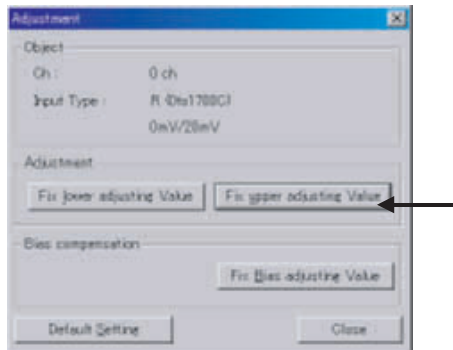 Adjustment
Object
Ch : 0 ch
Input Type : R (0to1700C)
0mV/20mV
Adjustment
Fix lower adjusting Value Fix upper adjusting Value
Bias compensation
Fix Bias adjusting Value
Default Setting Close